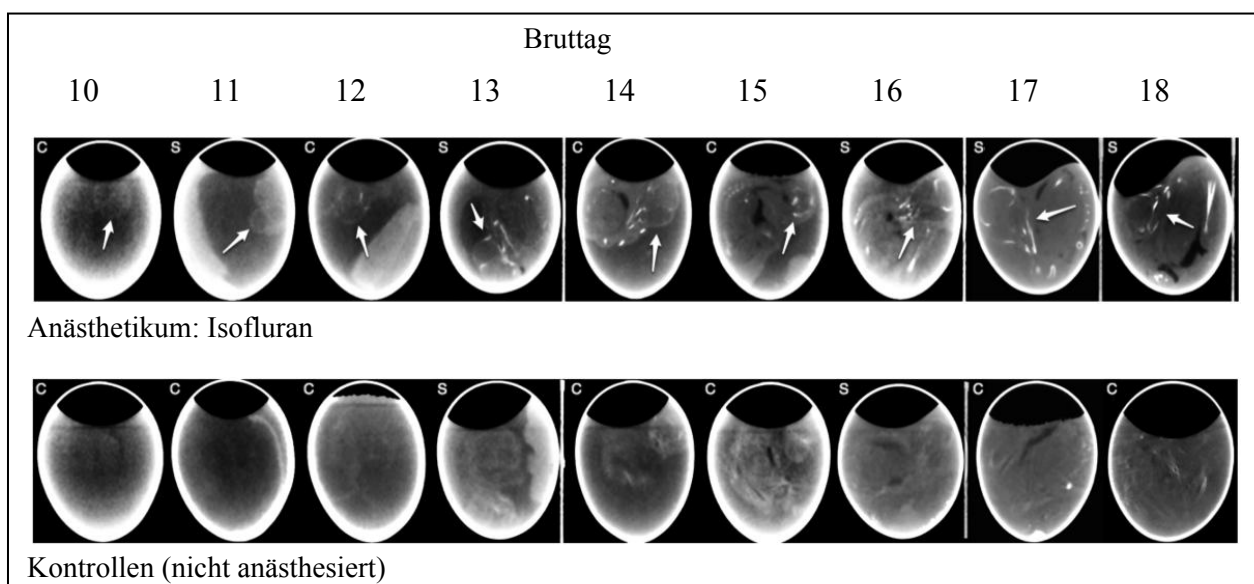 Bruttag
10 11 12 13 14 15 16 17 18
C S C S C C S S S
Anästhetikum: Isofluran
C C C S C C S C C
Kontrollen (nicht anästhesiert)